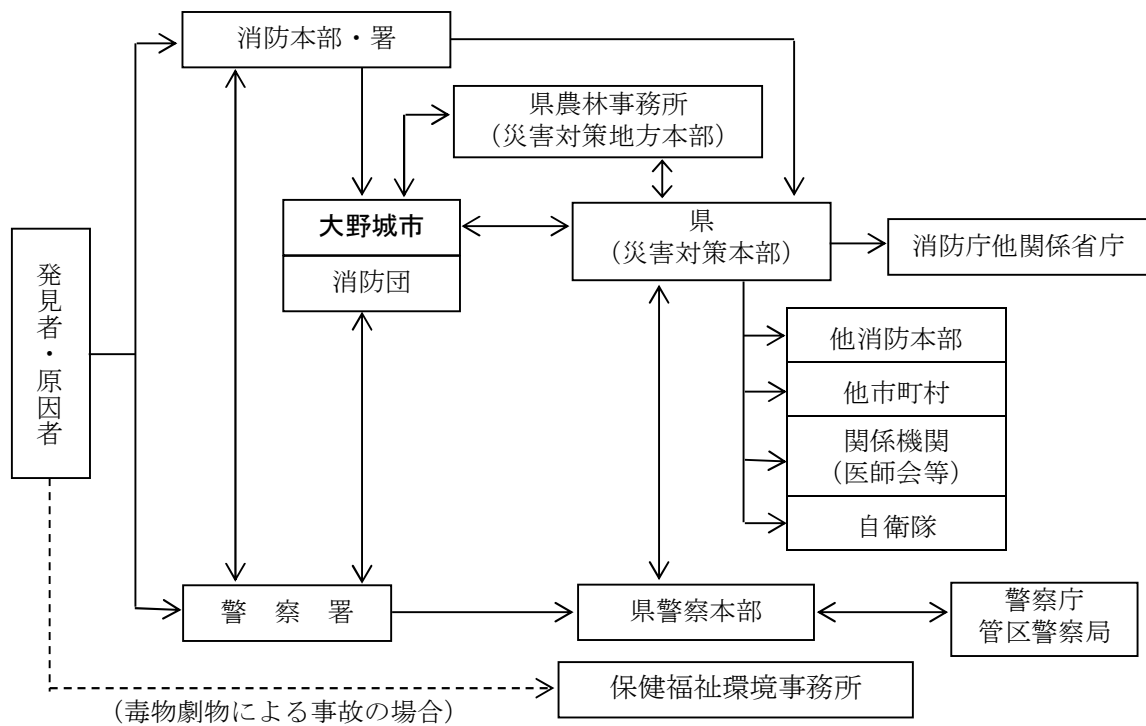 消防本部・署
県農林事務所
（災害対策地方本部）
大野城市
消防団
県
（災害対策本部）
消防庁他関係省庁
発見者・原因者
他消防本部
他市町村
関係機関
（医師会等）
自衛隊
警　察　署
県警察本部
警察庁
管区警察局
保健福祉環境事務所
（毒物劇物による事故の場合）